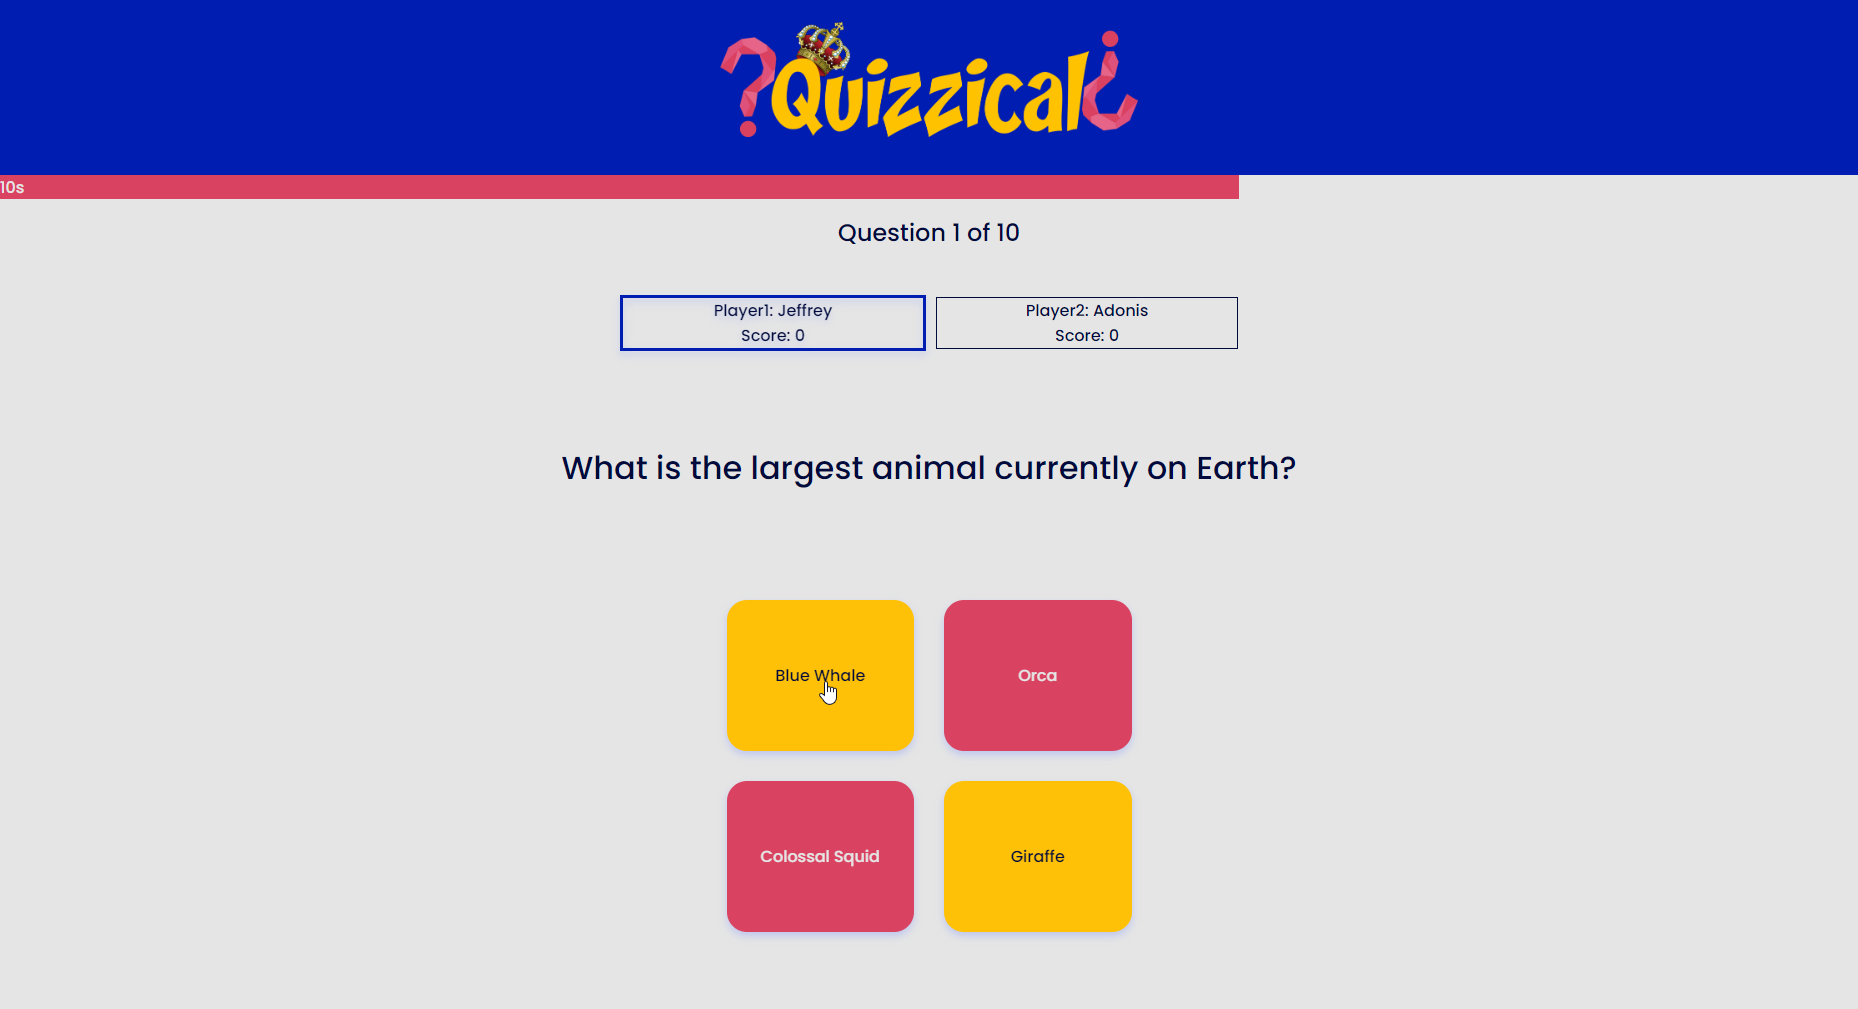 ?Quizzical¿
10s
Question 1 of 10
Player1: Jeffrey
Score: 0
Player2: Adonis
Score: 0
What is the largest animal currently on Earth?
Blue Whale
Orca
Colossal Squid
Giraffe